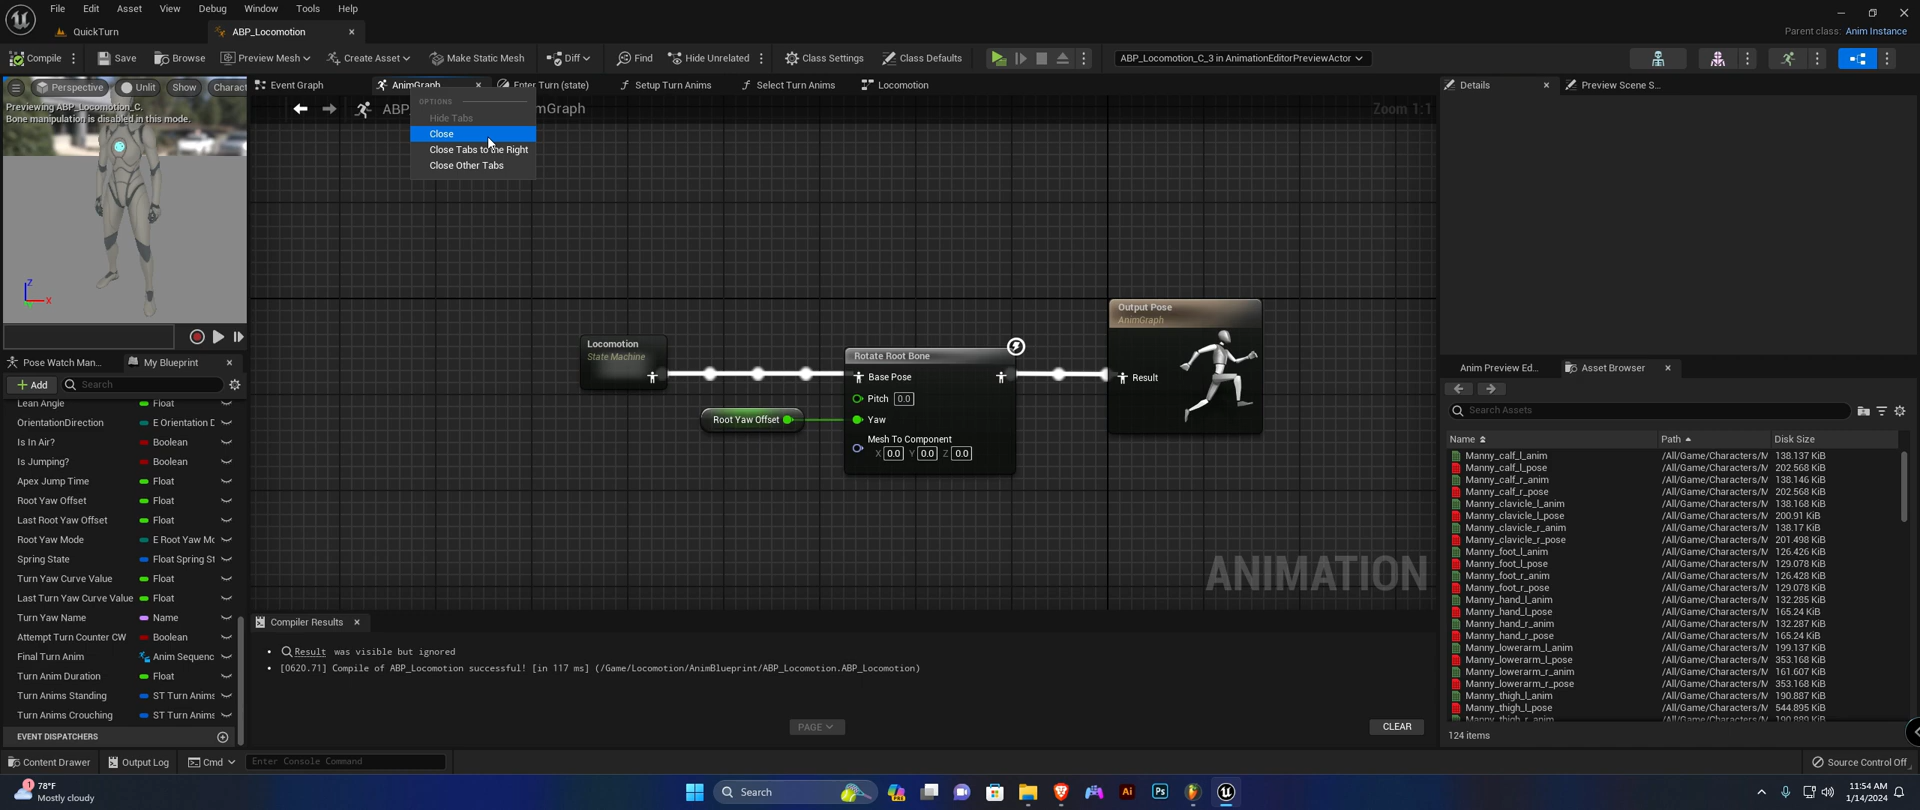 File Edit Asset View Debug Window Tools Help
QuickTurn
ABP_Locomotion
Parent class: Anim Instance
Compile
Save
Browse
Preview Mesh
Create Asset
Make Static Mesh
Diff
Find
Hide Unrelated
Class Settings
Class Defaults
ABP_Locomotion_C_3 in AnimationEditorPreviewActor
Perspective
Unlit
Show
Charact
Previewing ABP_Locomotion_C.
Bone manipulation is disabled in this mode.
Z
X
Event Graph
AnimGraph
Enter Turn (state)
Setup Turn Anims
Select Turn Anims
Locomotion
OPTIONS
Hide Tabs
Close
Close Tabs to the Right
Close Other Tabs
Zoom 1:1
Locomotion
State Machine
Root Yaw Offset
Rotate Root Bone
Base Pose
Pitch 0.0
Yaw
Mesh To Component
X 0.0 Y 0.0 Z 0.0
Output Pose
AnimGraph
Result
ANIMATION
Pose Watch Man...
My Blueprint
Add
Search
Lean Angle Float
OrientationDirection E Orientation D
Is In Air? Boolean
Is Jumping? Boolean
Apex Jump Time Float
Root Yaw Offset Float
Last Root Yaw Offset Float
Root Yaw Mode E Root Yaw Mo
Spring State Float Spring St
Turn Yaw Curve Value Float
Last Turn Yaw Curve Value Float
Turn Yaw Name Name
Attempt Turn Counter CW Boolean
Final Turn Anim Anim Sequenc
Turn Anim Duration Float
Turn Anims Standing ST Turn Anims
Turn Anims Crouching ST Turn Anims
EVENT DISPATCHERS
Compiler Results
Result was visible but ignored
[0620.71] Compile of ABP_Locomotion successful! [in 117 ms] (/Game/Locomotion/AnimBlueprint/ABP_Locomotion.ABP_Locomotion)
PAGE
CLEAR
Details
Preview Scene S...
Anim Preview Ed...
Asset Browser
Search Assets
Name Path Disk Size
Manny_calf_l_anim /All/Game/Characters/M 138.137 KiB
Manny_calf_l_pose /All/Game/Characters/M 202.568 KiB
Manny_calf_r_anim /All/Game/Characters/M 138.146 KiB
Manny_calf_r_pose /All/Game/Characters/M 202.568 KiB
Manny_clavicle_l_anim /All/Game/Characters/M 138.168 KiB
Manny_clavicle_l_pose /All/Game/Characters/M 200.91 KiB
Manny_clavicle_r_anim /All/Game/Characters/M 138.17 KiB
Manny_clavicle_r_pose /All/Game/Characters/M 201.498 KiB
Manny_foot_l_anim /All/Game/Characters/M 126.426 KiB
Manny_foot_l_pose /All/Game/Characters/M 129.078 KiB
Manny_foot_r_anim /All/Game/Characters/M 126.428 KiB
Manny_foot_r_pose /All/Game/Characters/M 129.078 KiB
Manny_hand_l_anim /All/Game/Characters/M 132.285 KiB
Manny_hand_l_pose /All/Game/Characters/M 165.24 KiB
Manny_hand_r_anim /All/Game/Characters/M 132.287 KiB
Manny_hand_r_pose /All/Game/Characters/M 165.24 KiB
Manny_lowerarm_l_anim /All/Game/Characters/M 199.137 KiB
Manny_lowerarm_l_pose /All/Game/Characters/M 353.168 KiB
Manny_lowerarm_r_anim /All/Game/Characters/M 161.607 KiB
Manny_lowerarm_r_pose /All/Game/Characters/M 353.168 KiB
Manny_thigh_l_anim /All/Game/Characters/M 190.887 KiB
Manny_thigh_l_pose /All/Game/Characters/M 544.895 KiB
Manny_thigh_r_anim /All/Game/Characters/M 190.889 KiB
124 items
Content Drawer
Output Log
Cmd
Enter Console Command
Source Control Off
1
78°F
Mostly cloudy
Search
Ai
Ps
11:54 AM
1/14/2024